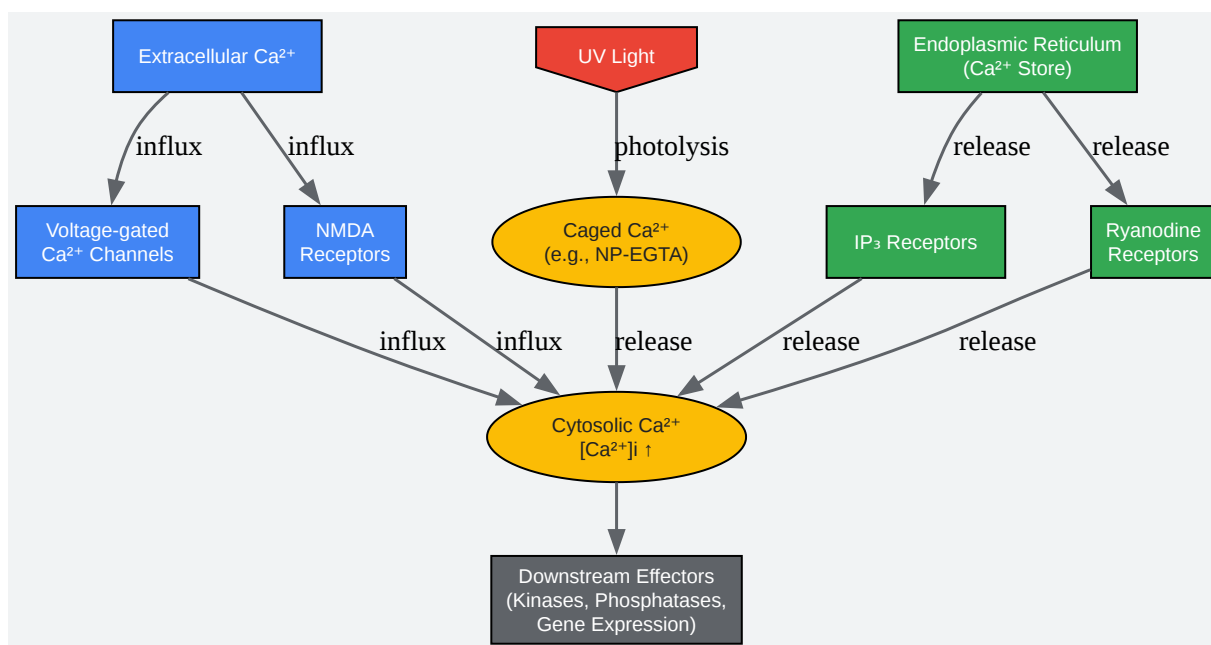 Extracellular Ca²⁺
UV Light
Endoplasmic Reticulum
(Ca²⁺ Store)
influx
influx
photolysis
release
release
Voltage-gated
Ca²⁺ Channels
NMDA
Receptors
Caged Ca²⁺
(e.g., NP-EGTA)
IP₃ Receptors
Ryanodine
Receptors
influx
influx
release
release
release
Cytosolic Ca²⁺
[Ca²⁺]i ↑
Downstream Effectors
(Kinases, Phosphatases,
Gene Expression)